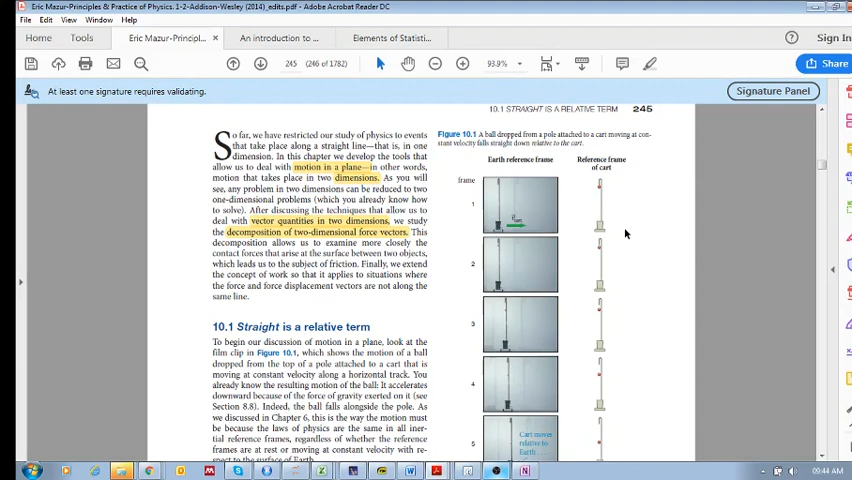 Eric Mazur-Principles & Practice of Physics. 1-2-Addison-Wesley (2014)_edits.pdf - Adobe Acrobat Reader DC
File Edit View Window Help
Home Tools Eric Mazur-Principl... × An introduction to ... Elements of Statisti... Sign In
245 (246 of 1782) 93.9% Share
At least one signature requires validating. Signature Panel
10.1 STRAIGHT IS A RELATIVE TERM 245
So far, we have restricted our study of physics to events
that take place along a straight line—that is, in one
dimension. In this chapter we develop the tools that
allow us to deal with motion in a plane—in other words,
motion that takes place in two dimensions. As you will
see, any problem in two dimensions can be reduced to two
one-dimensional problems (which you already know how
to solve). After discussing the techniques that allow us to
deal with vector quantities in two dimensions, we study
the decomposition of two-dimensional force vectors. This
decomposition allows us to examine more closely the
contact forces that arise at the surface between two objects,
which leads us to the subject of friction. Finally, we extend
the concept of work so that it applies to situations where
the force and force displacement vectors are not along the
same line.
10.1 Straight is a relative term
To begin our discussion of motion in a plane, look at the
film clip in Figure 10.1, which shows the motion of a ball
dropped from the top of a pole attached to a cart that is
moving at constant velocity along a horizontal track. You
already know the resulting motion of the ball: It accelerates
downward because of the force of gravity exerted on it (see
Section 8.8). Indeed, the ball falls alongside the pole. As
we discussed in Chapter 6, this is the way the motion must
be because the laws of physics are the same in all iner-
tial reference frames, regardless of whether the reference
frames are at rest or moving at constant velocity with re-
spect to the surface of Earth.
Figure 10.1 A ball dropped from a pole attached to a cart moving at con-
stant velocity falls straight down relative to the cart.
Earth reference frame
Reference frame
of cart
frame
1
2
3
4
5
Cart moves
relative to
Earth . . .
09:44 AM